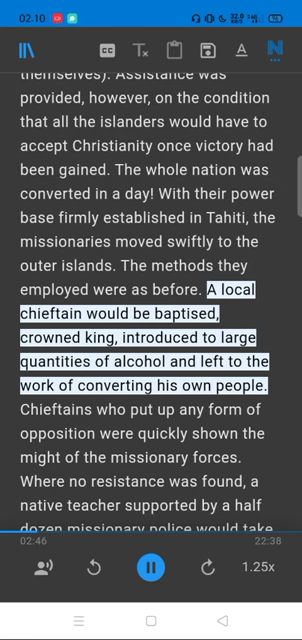 02.10
themselves). Assistance was
provided, however, on the condition
that all the islanders would have to
accept Christianity once victory had
been gained. The whole nation was
converted in a day! With their power
base firmly established in Tahiti, the
missionaries moved swiftly to the
outer islands. The methods they
employed were as before. A local
chieftain would be baptised,
crowned king, introduced to large
quantities of alcohol and left to the
work of converting his own people.
Chieftains who put up any form of
opposition were quickly shown the
might of the missionary forces.
Where no resistance was found, a
native teacher supported by a half
dozen missionary police would take
02:46
22:38
1.25x